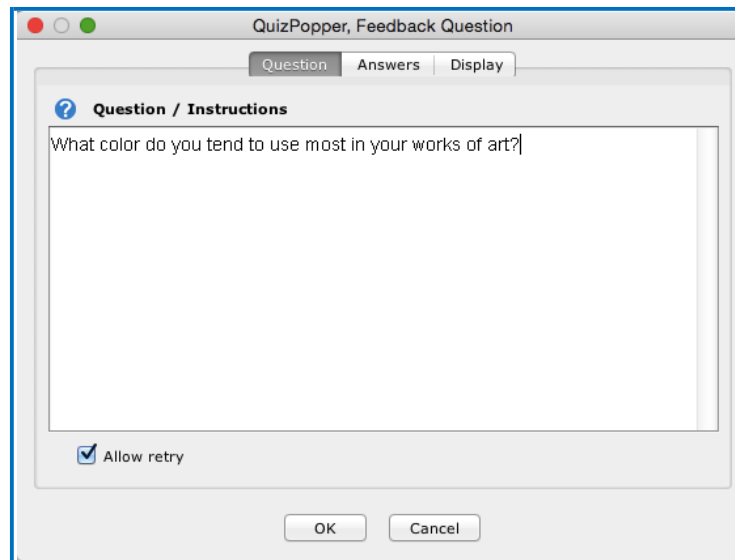 QuizPopper, Feedback Question
Question Answers Display
Question / Instructions
What color do you tend to use most in your works of art?
Allow retry
OK Cancel